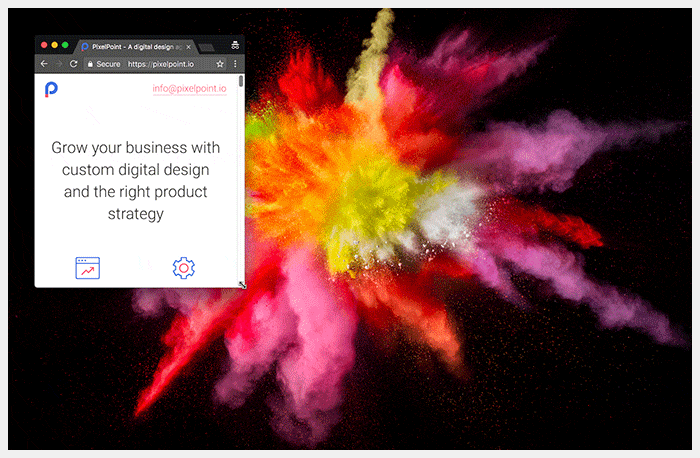 PixelPoint - A digital design ag
Secure https://pixelpoint.io
info@pixelpoint.io
Grow your business with
custom digital design
and the right product
strategy